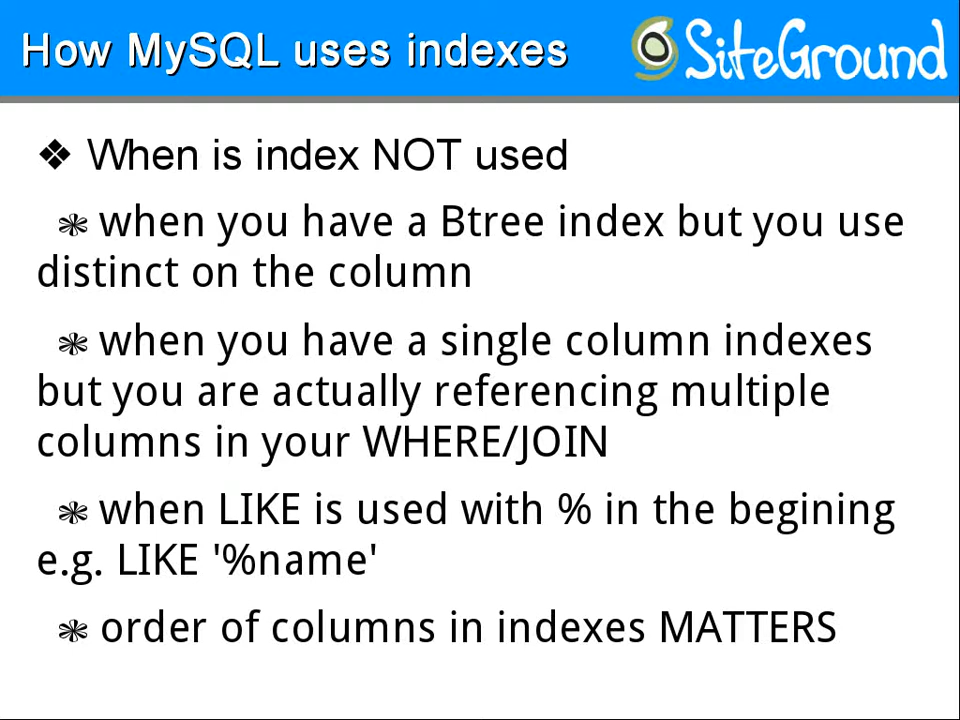 How MySQL uses indexes
SiteGround
❖ When is index NOT used
❃ when you have a Btree index but you use
distinct on the column
❃ when you have a single column indexes
but you are actually referencing multiple
columns in your WHERE/JOIN
❃ when LIKE is used with % in the begining
e.g. LIKE '%name'
❃ order of columns in indexes MATTERS